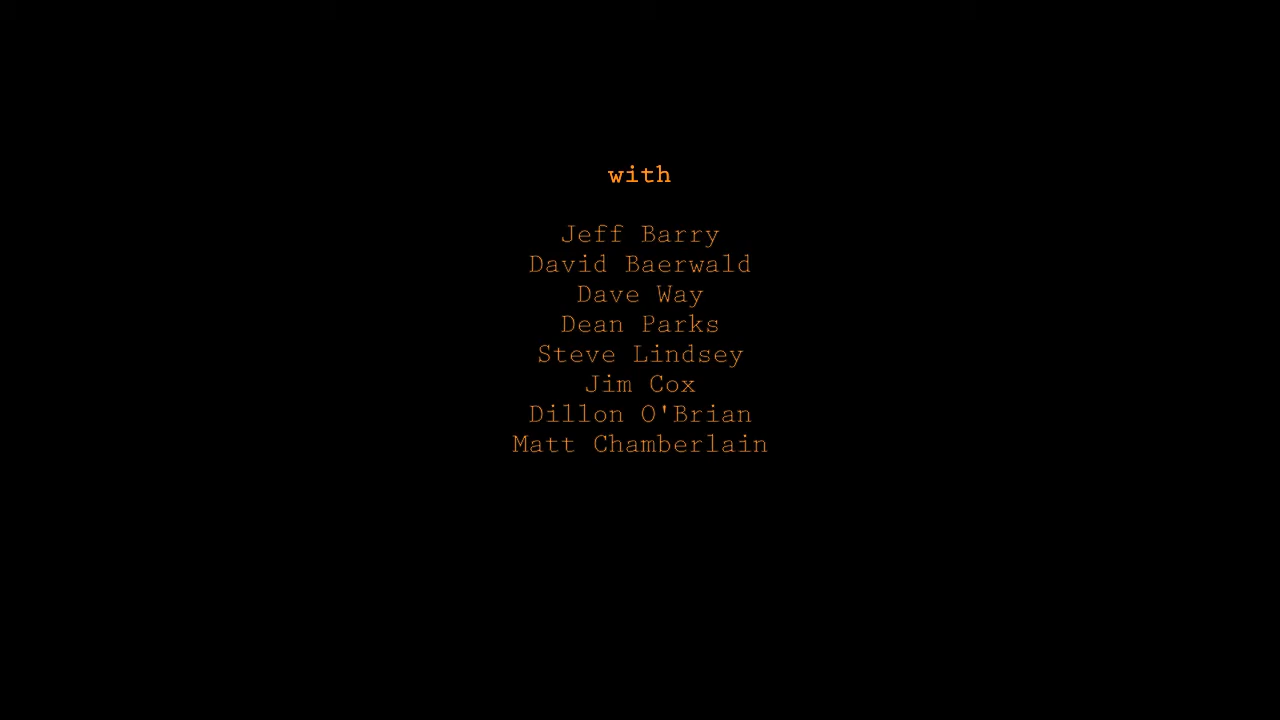 with
Jeff Barry
David Baerwald
Dave Way
Dean Parks
Steve Lindsey
Jim Cox
Dillon O'Brian
Matt Chamberlain